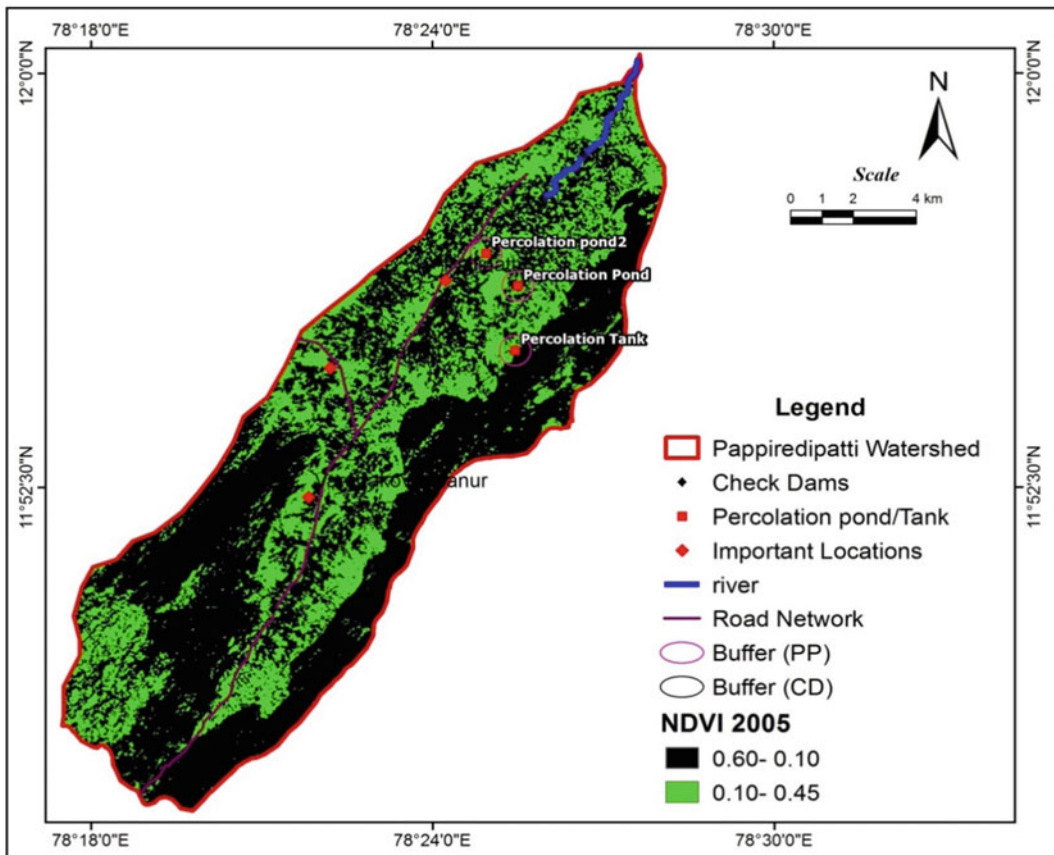 78°18'0"E 78°24'0"E 78°30'0"E
12°0'0"N 12°0'0"N
N
Scale
0 1 2 4 km
Percolation pond2
Percolation Pond
Percolation Tank
Legend
Pappiredipatti Watershed
Check Dams
Percolation pond/Tank
Important Locations
river
Road Network
Buffer (PP)
Buffer (CD)
NDVI 2005
0.60- 0.10
0.10- 0.45
11°52'30"N 11°52'30"N
78°18'0"E 78°24'0"E 78°30'0"E